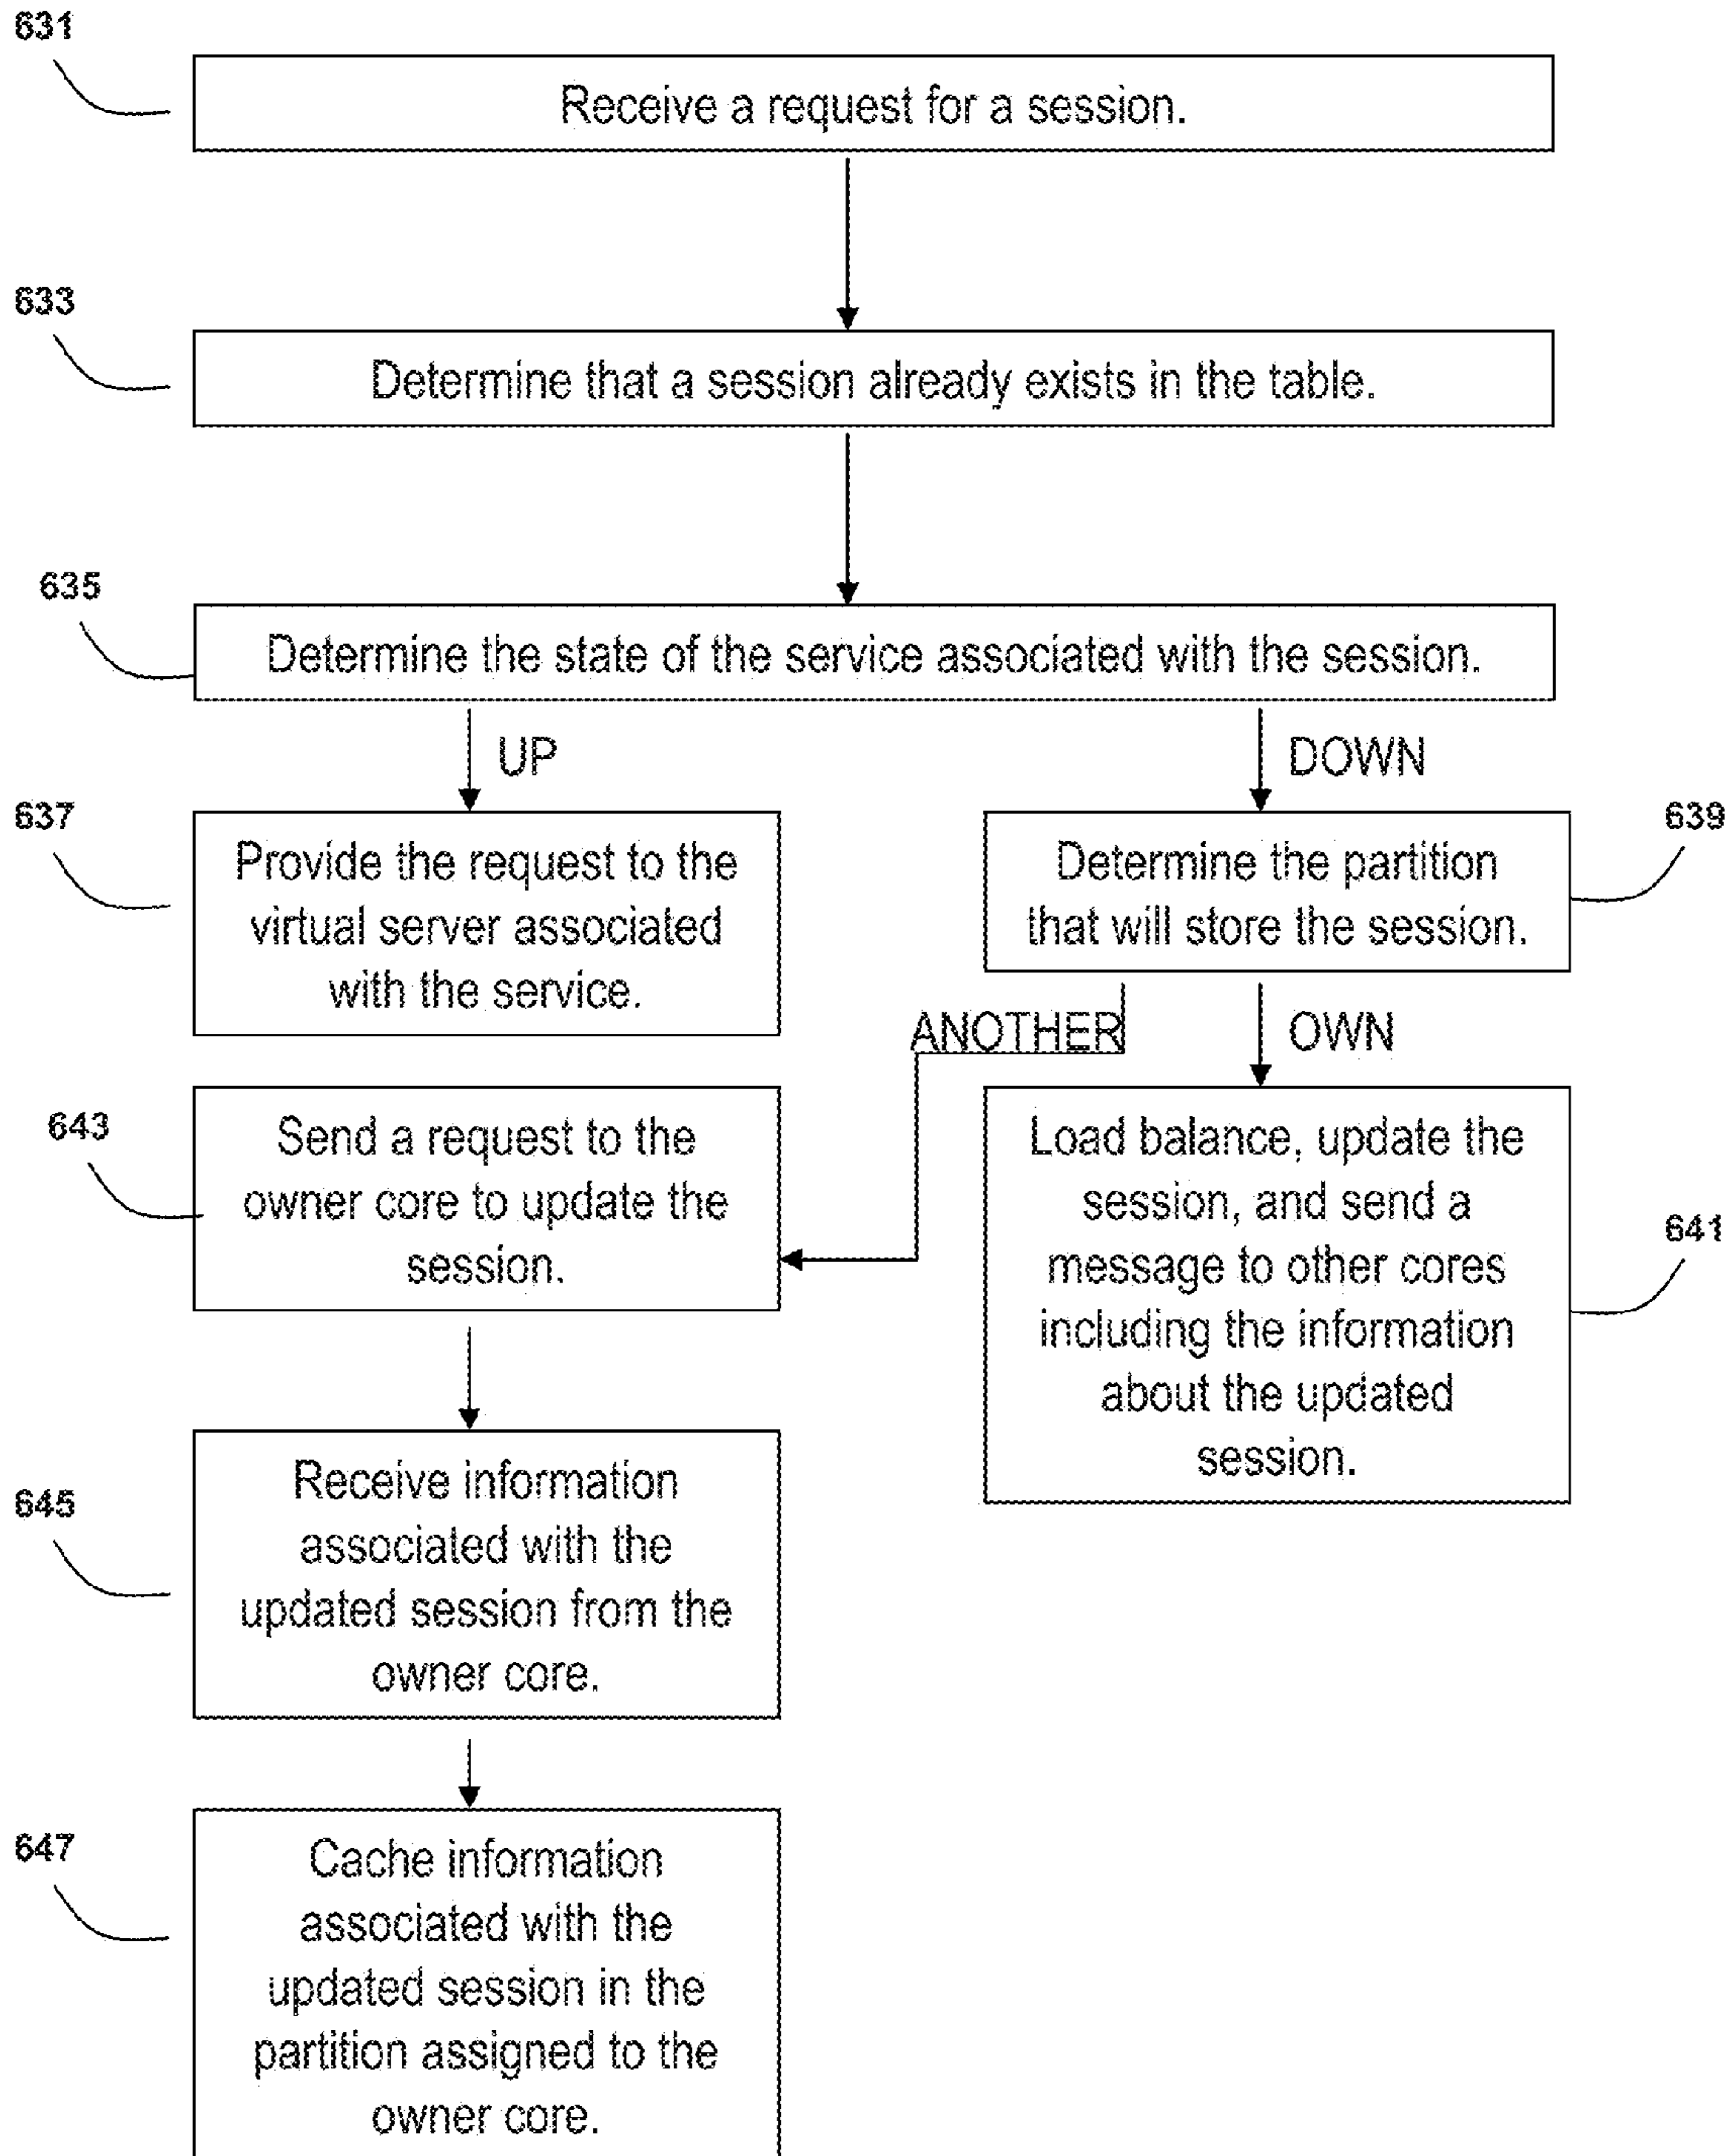 631
Receive a request for a session.
633
Determine that a session already exists in the table.
635
Determine the state of the service associated with the session.
UP
DOWN
637
Provide the request to the
virtual server associated
with the service.
639
Determine the partition
that will store the session.
ANOTHER
OWN
643
Send a request to the
owner core to update the
session.
641
Load balance, update the
session, and send a
message to other cores
including the information
about the updated
session.
645
Receive information
associated with the
updated session from the
owner core.
647
Cache information
associated with the
updated session in the
partition assigned to the
owner core.